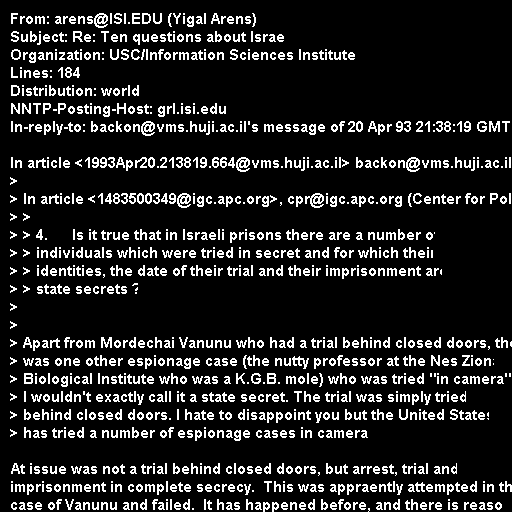 From: arens@ISI.EDU (Yigal Arens)
Subject: Re: Ten questions about Israe
Organization: USC/Information Sciences Institute
Lines: 184
Distribution: world
NNTP-Posting-Host: grl.isi.edu
In-reply-to: backon@vms.huji.ac.il's message of 20 Apr 93 21:38:19 GMT
In article <1993Apr20.213819.664@vms.huji.ac.il> backon@vms.huji.ac.il
>
> In article <1483500349@igc.apc.org>, cpr@igc.apc.org (Center for Pol
> >
> > 4. Is it true that in Israeli prisons there are a number o
> > individuals which were tried in secret and for which their
> > identities, the date of their trial and their imprisonment are
> > state secrets ?
>
>
> Apart from Mordechai Vanunu who had a trial behind closed doors, the
> was one other espionage case (the nutty professor at the Nes Ziona
> Biological Institute who was a K.G.B. mole) who was tried "in camera"
> I wouldn't exactly call it a state secret. The trial was simply tried
> behind closed doors. I hate to disappoint you but the United States
> has tried a number of espionage cases in camera
At issue was not a trial behind closed doors, but arrest, trial and
imprisonment in complete secrecy. This was appraently attempted in th
case of Vanunu and failed. It has happened before, and there is reaso